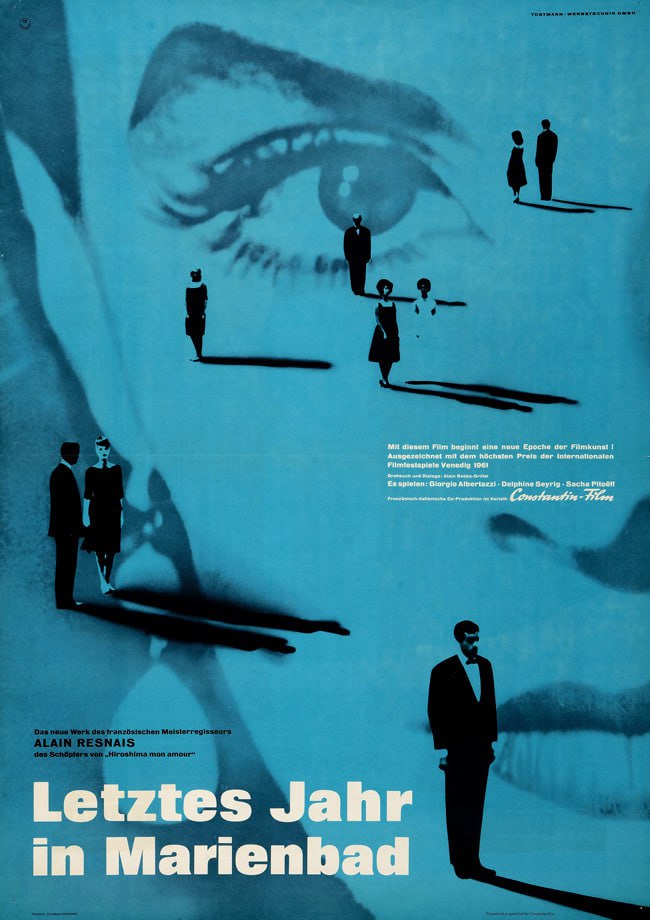 TOSTMANN-WERBETECHNIK, GMBH
Mit diesem Film beginnt eine neue Epoche der Filmkunst !
Ausgezeichnet mit dem höchsten Preis der Internationalen
Filmfestspiele Venedig 1961
Drehbuch und Dialoge: Alain Robbe-Grillet
Es spielen: Giorgio Albertazzi · Delphine Seyrig · Sacha Pitoëff
Französisch-italienische Co-Produktion im Verleih Constantin-Film
Das neue Werk des französischen Meisterregisseurs
ALAIN RESNAIS
des Schöpfers von „Hiroshima mon amour“
Letztes Jahr
in Marienbad